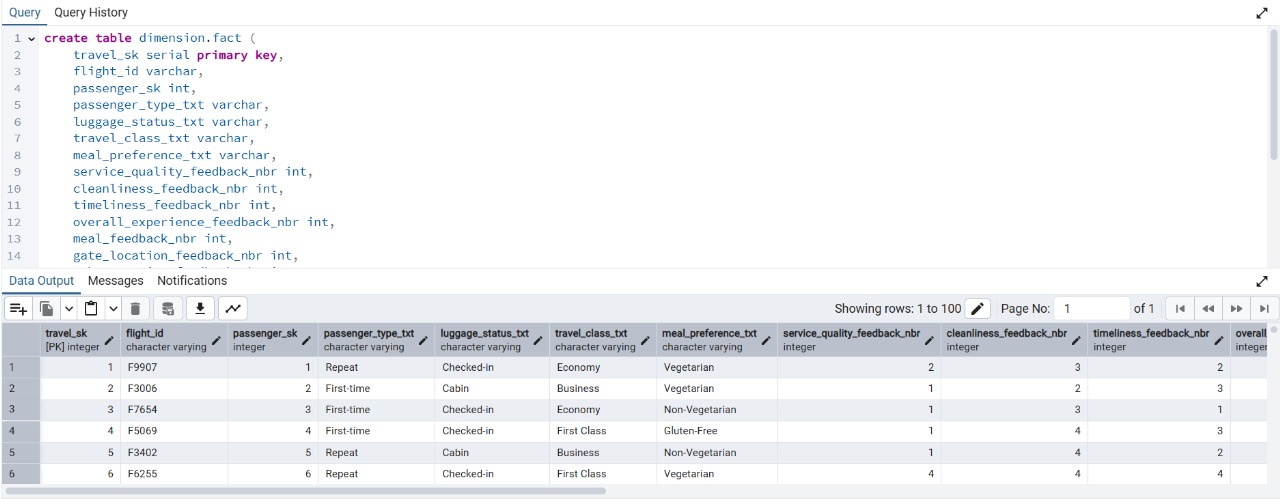 Query Query History
1 create table dimension.fact (
2 travel_sk serial primary key,
3 flight_id varchar,
4 passenger_sk int,
5 passenger_type_txt varchar,
6 luggage_status_txt varchar,
7 travel_class_txt varchar,
8 meal_preference_txt varchar,
9 service_quality_feedback_nbr int,
10 cleanliness_feedback_nbr int,
11 timeliness_feedback_nbr int,
12 overall_experience_feedback_nbr int,
13 meal_feedback_nbr int,
14 gate_location_feedback_nbr int,
Data Output Messages Notifications
Showing rows: 1 to 100 Page No: 1 of 1
travel_sk flight_id passenger_sk passenger_type_txt luggage_status_txt travel_class_txt meal_preference_txt service_quality_feedback_nbr cleanliness_feedback_nbr timeliness_feedback_nbr overall
[PK] integer character varying integer character varying character varying character varying character varying integer integer integer integer
1 1 F9907 1 Repeat Checked-in Economy Vegetarian 2 3 2
2 2 F3006 2 First-time Cabin Business Vegetarian 1 2 3
3 3 F7654 3 First-time Checked-in Economy Non-Vegetarian 1 3 1
4 4 F5069 4 First-time Checked-in First Class Gluten-Free 1 4 3
5 5 F3402 5 Repeat Cabin Business Non-Vegetarian 1 4 2
6 6 F6255 6 Repeat Checked-in First Class Vegetarian 4 4 4